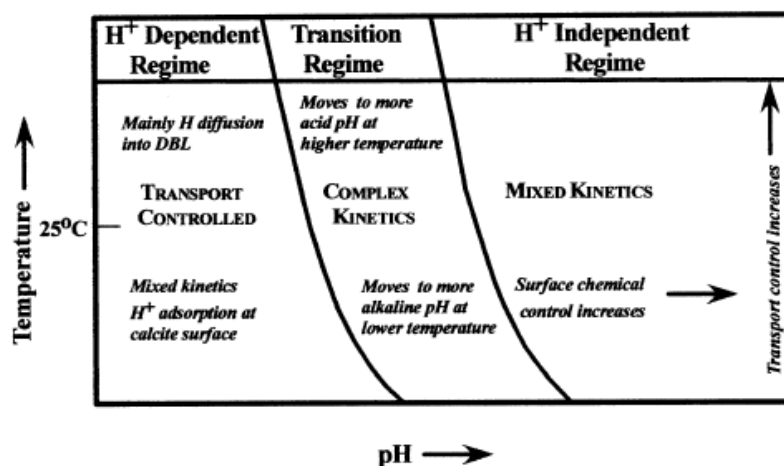 H⁺ Dependent
Regime
Transition
Regime
H⁺ Independent
Regime
Mainly H diffusion
into DBL
TRANSPORT
CONTROLLED
Mixed kinetics
H⁺ adsorption at
calcite surface
Moves to more
acid pH at
higher temperature
COMPLEX
KINETICS
Moves to more
alkaline pH at
lower temperature
MIXED KINETICS
Surface chemical
control increases
Transport control increases
Temperature
25°C
pH